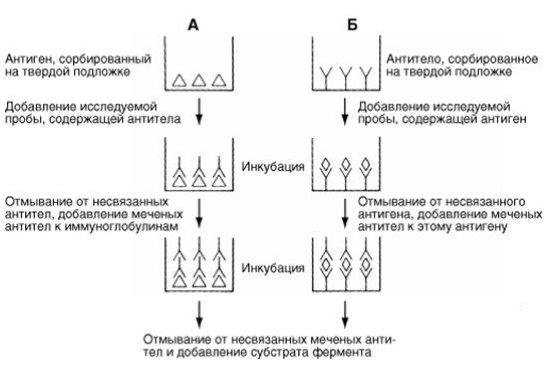 А
Б
Антиген, сорбированный
на твердой подложке
Антитело, сорбированное
на твердой подложке
Добавление исследуемой
пробы, содержащей антитела
Добавление исследуемой
пробы, содержащей антиген
Инкубация
Отмывание от несвязанных
антител, добавление меченых
антител к иммуноглобулинам
Отмывание от несвязанного
антигена, добавление меченых
антител к этому антигену
Инкубация
Отмывание от несвязанных меченых анти-
тел и добавление субстрата фермента